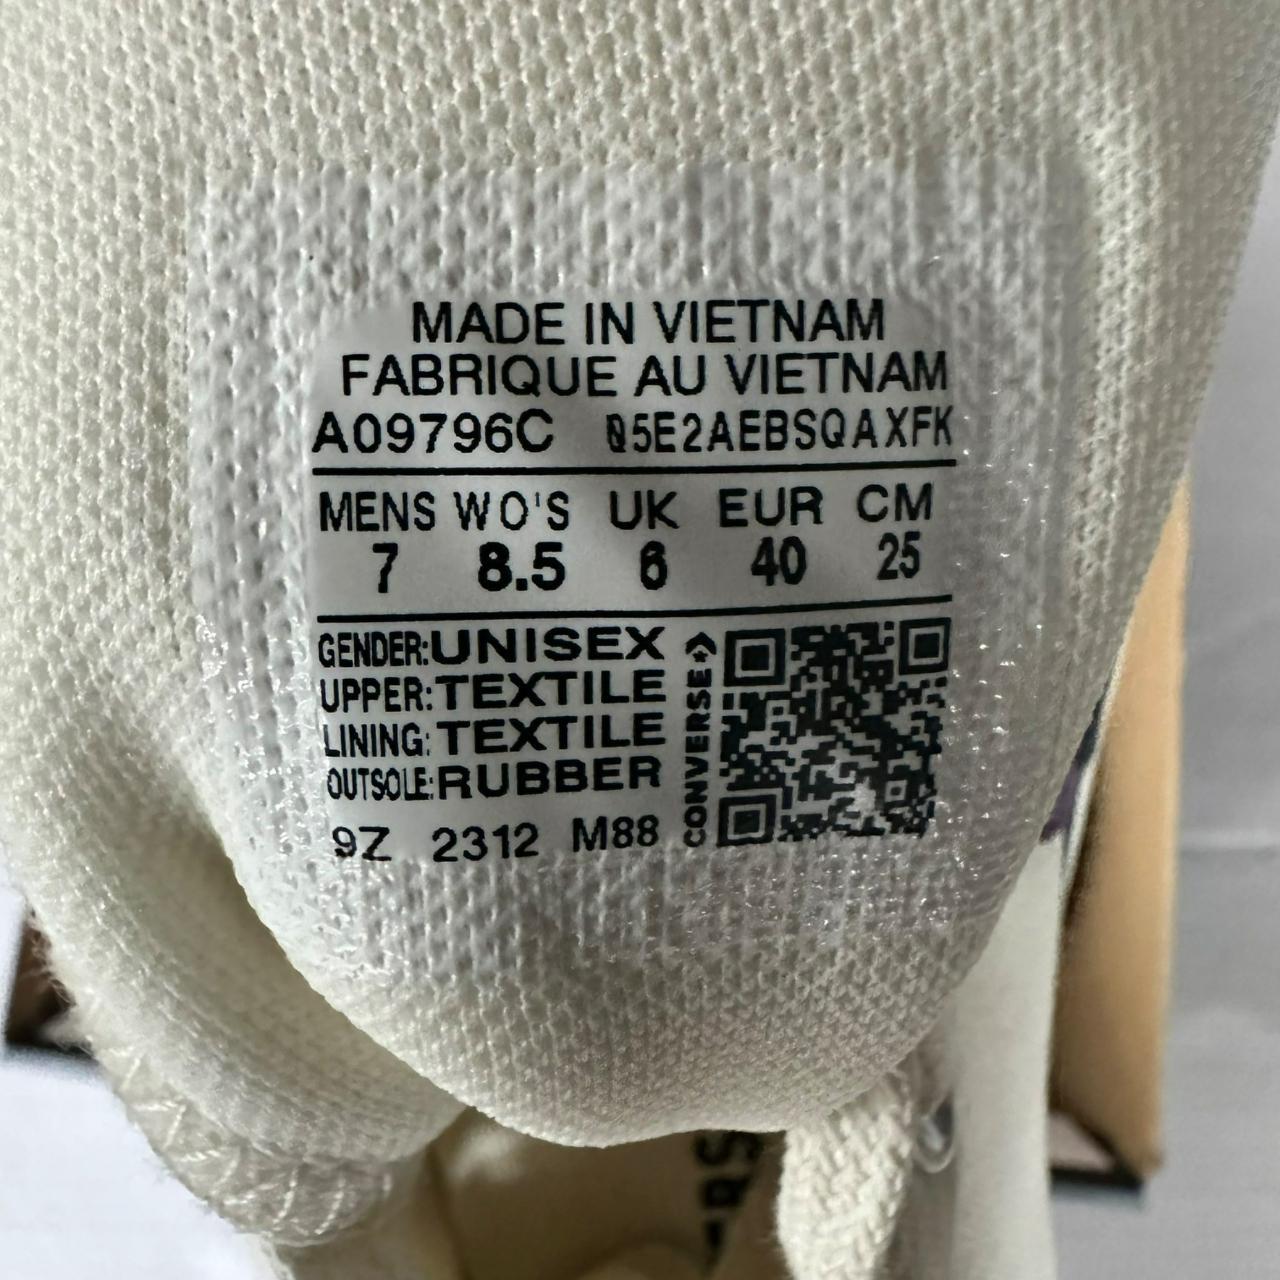 MADE IN VIETNAM
FABRIQUE AU VIETNAM
A09796C Q5E2AEBSQAXFK
MENS WO'S UK EUR CM
7 8.5 6 40 25
GENDER: UNISEX
UPPER: TEXTILE
LINING: TEXTILE
OUTSOLE: RUBBER
CONVERSE
9Z 2312 M88